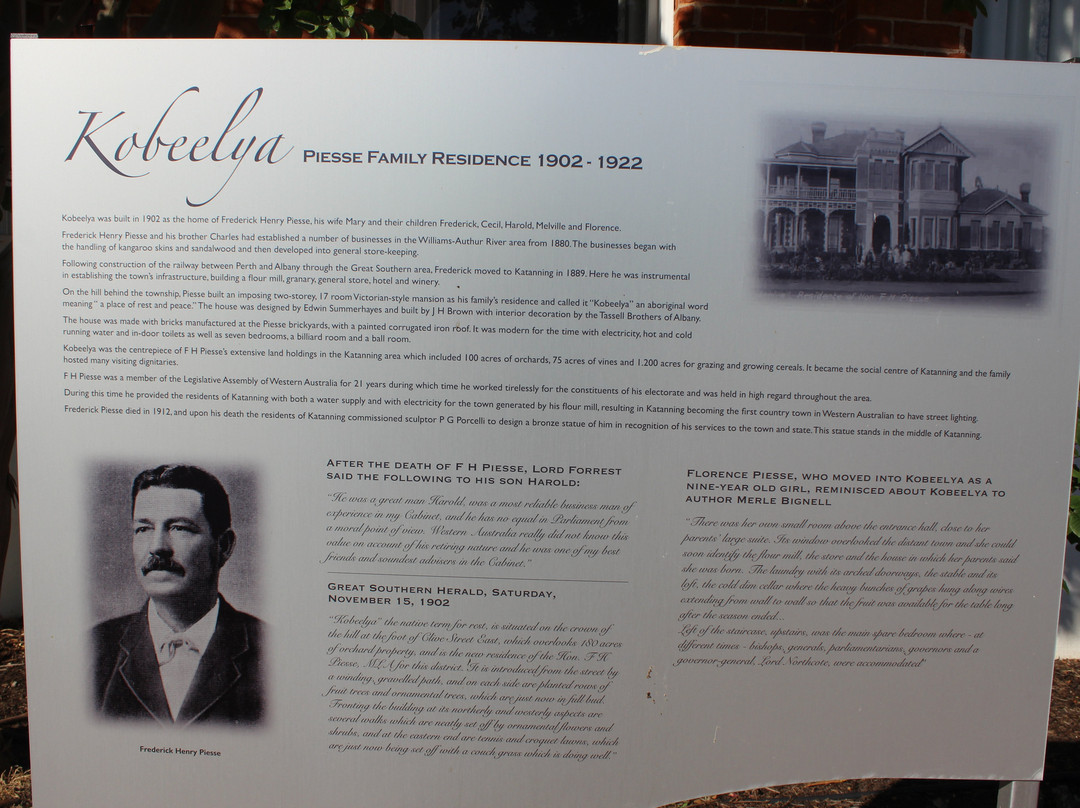 Kobeelya PIESSE FAMILY RESIDENCE 1902 - 1922
Kobeelya was built in 1902 as the home of Frederick Henry Piesse, his wife Mary and their children Frederick, Cecil, Harold, Melville and Florence.
Frederick Henry Piesse and his brother Charles had established a number of businesses in the Williams-Authur River area from 1880. The businesses began with
the handling of kangaroo skins and sandalwood and then developed into general store-keeping.
Following construction of the railway between Perth and Albany through the Great Southern area, Frederick moved to Katanning in 1889. Here he was instrumental
in establishing the town's infrastructure, building a flour mill, granary, general store, hotel and winery.
On the hill behind the township, Piesse built an imposing two-storey, 17 room Victorian-style mansion as his family's residence and called it "Kobeelya" an aboriginal word
meaning " a place of rest and peace." The house was designed by Edwin Summerhayes and built by J H Brown with interior decoration by the Tassell Brothers of Albany.
The house was made with bricks manufactured at the Piesse brickyards, with a painted corrugated iron roof. It was modern for the time with electricity, hot and cold
running water and in-door toilets as well as seven bedrooms, a billiard room and a ball room.
Kobeelya was the centrepiece of F H Piesse's extensive land holdings in the Katanning area which included 100 acres of orchards, 75 acres of vines and 1,200 acres for grazing and growing cereals. It became the social centre of Katanning and the family
hosted many visiting dignitaries.
F H Piesse was a member of the Legislative Assembly of Western Australia for 21 years during which time he worked tirelessly for the constituents of his electorate and was held in high regard throughout the area.
During this time he provided the residents of Katanning with both a water supply and with electricity for the town generated by his flour mill, resulting in Katanning becoming the first country town in Western Australian to have street lighting.
Frederick Piesse died in 1912, and upon his death the residents of Katanning commissioned sculptor P G Porcelli to design a bronze statue of him in recognition of his services to the town and state. This statue stands in the middle of Katanning.
AFTER THE DEATH OF F H PIESSE, LORD FORREST
SAID THE FOLLOWING TO HIS SON HAROLD:
"He was a great man Harold, was a most reliable business man of
experience in my Cabinet, and he has no equal in Parliament from
a moral point of view. Western Australia really did not know this
value on account of his retiring nature and he was one of my best
friends and soundest advisers in the Cabinet."
GREAT SOUTHERN HERALD, SATURDAY,
NOVEMBER 15, 1902
"Kobeelya" the native term for rest, is situated on the crown of
the hill at the foot of Clive Street East, which overlooks 180 acres
of orchard property, and is the new residence of the Hon. F H
Piesse, MLA for this district. It is introduced from the street by
a winding gravelled path, and on each side are planted rows of
fruit trees and ornamental trees, which are just now in full bud.
Fronting the building at its northerly and westerly aspects are
several walks which are neatly set off by ornamental flowers and
shrubs, and at the eastern end are tennis and croquet lawns, which
are just now being set off with a couch grass which is doing well."
FLORENCE PIESSE, WHO MOVED INTO KOBEELYA AS A
NINE-YEAR OLD GIRL, REMINISCED ABOUT KOBEELYA TO
AUTHOR MERLE BIGNELL
"There was her own small room above the entrance hall, close to her
parents' large suite. Its window overlooked the distant town and she could
soon identify the flour mill, the store and the house in which her parents said
she was born. The laundry with its arched doorways, the stable and its
loft, the cold dim cellar where the heavy bunches of grapes hung along wires
extending from wall to wall so that the fruit was available for the table long
after the season ended...
Left of the staircase, upstairs, was the main spare bedroom where - at
different times - bishops, generals, parliamentarians, governors and a
governor-general, Lord Northcote, were accommodated"
Frederick Henry Piesse